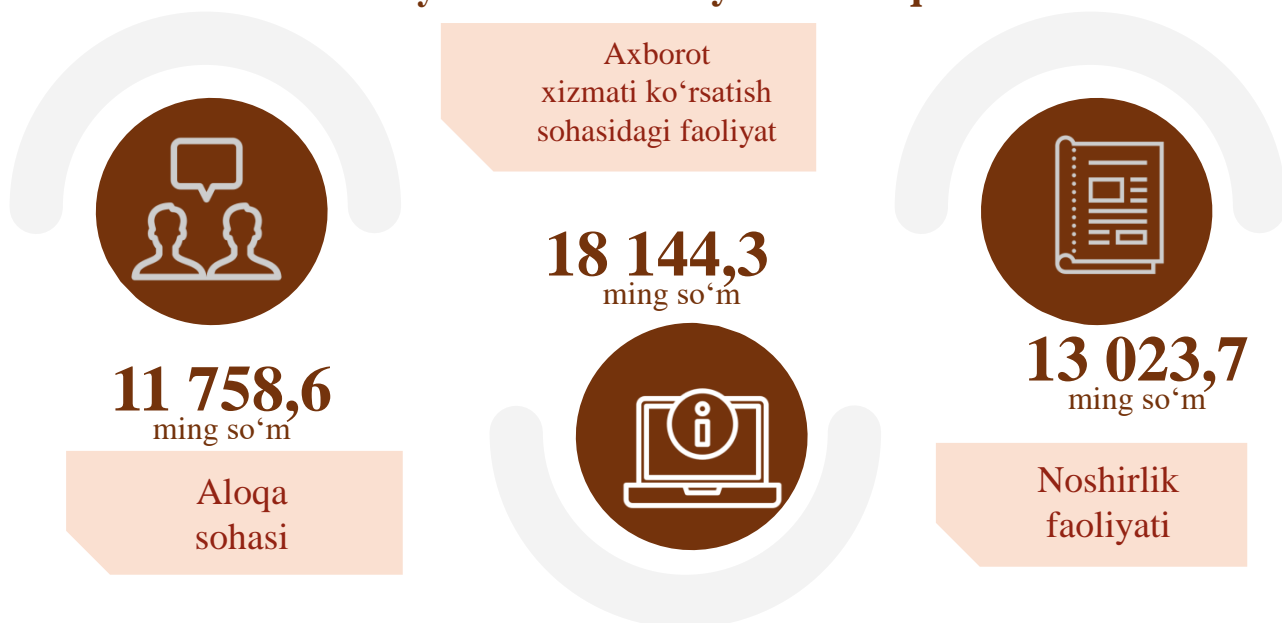 Axborot
xizmati ko‘rsatish
sohasidagi faoliyat
18 144,3
ming so‘m
11 758,6
ming so‘m
Aloqa
sohasi
13 023,7
ming so‘m
Noshirlik
faoliyati